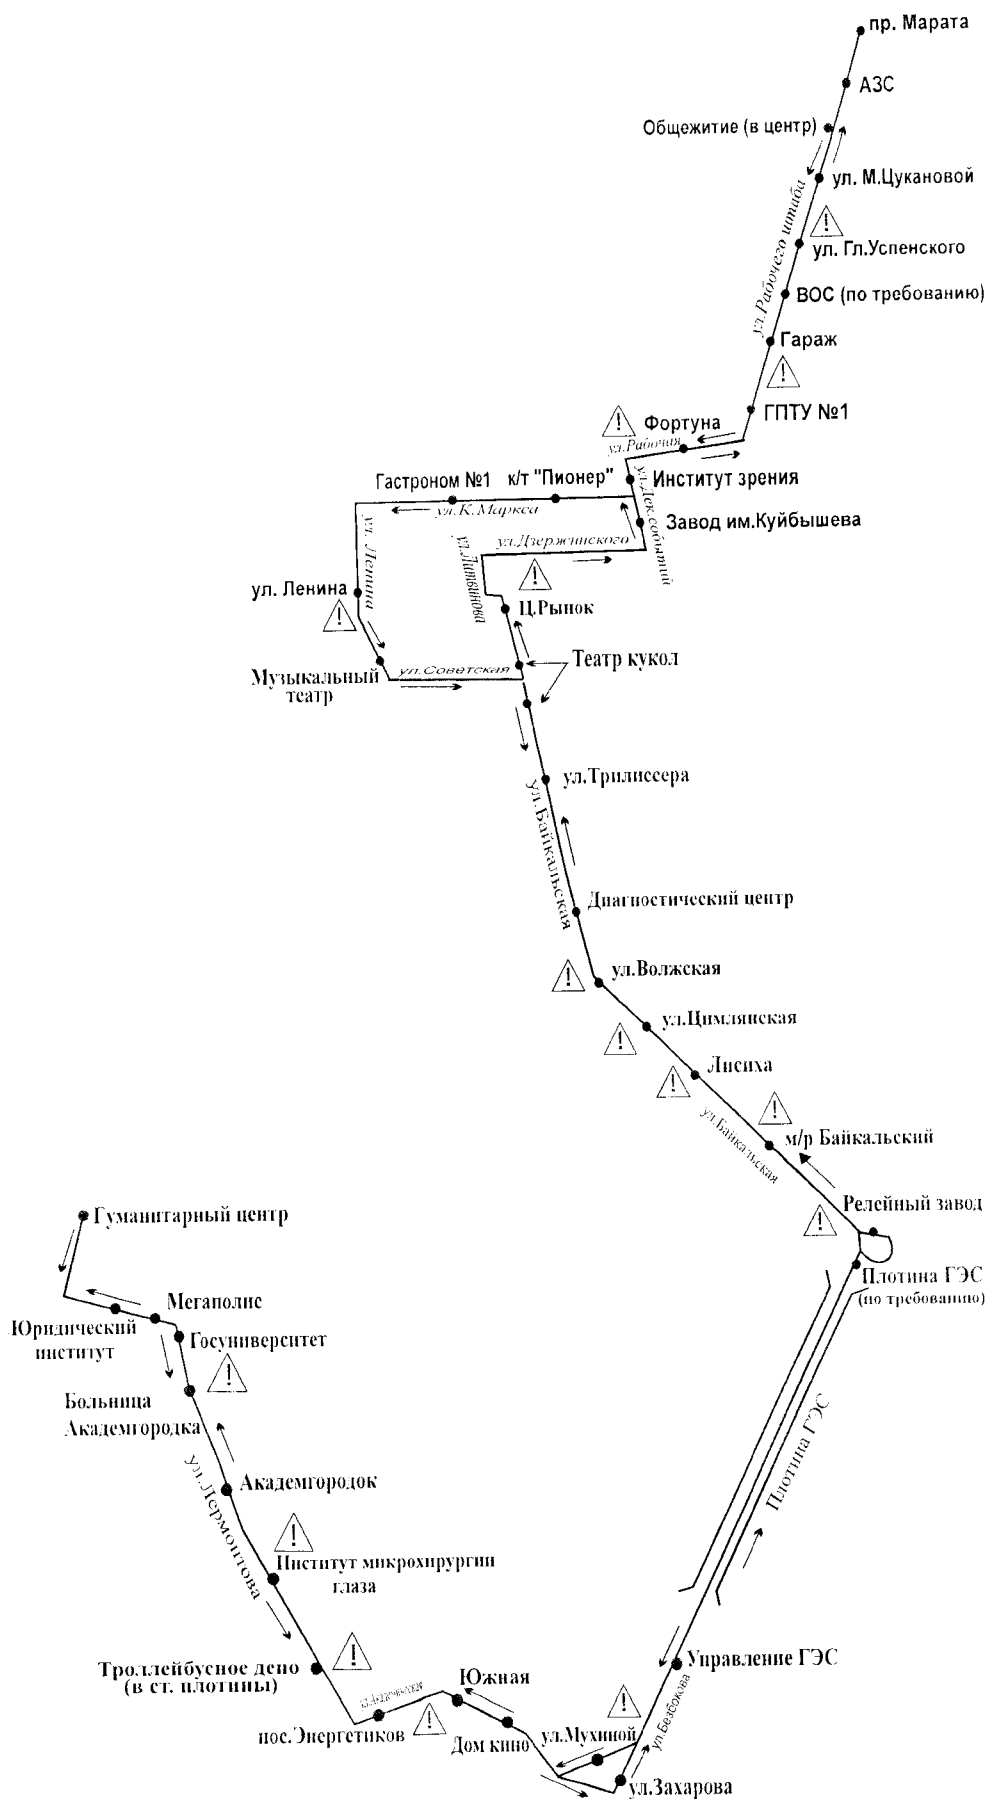 пр. Марата
АЗС
Общежитие (в центр)
ул. М.Цукановой
ул.Рабочего штаба
ул. Гл.Успенского
ВОС (по требованию)
Гараж
ГПТУ №1
Фортуна
ул.Рабочая
Гастроном №1
к/т "Пионер"
Институт зрения
ул.К.Маркса
ул.Дек.событий
Завод им.Куйбышева
ул. Ленина
ул.Литвинова
ул.Дзержинского
ул. Ленина
Ц.Рынок
Театр кукол
Музыкальный
театр
ул.Советская
ул.Трилиссера
ул.Байкальская
Диагностический центр
ул.Волжская
ул.Цимлянская
Лисиха
ул.Байкальская
м/р Байкальский
Релейный завод
Плотина ГЭС
(по требованию)
Плотина ГЭС
Гуманитарный центр
Мегаполис
Юридический
институт
Госуниверситет
Больница
Академгородка
Академгородок
ул.Лермонтова
Институт микрохирургии
глаза
Троллейбусное депо
(в ст. плотины)
Южная
пос.Энергетиков
Дом кино
ул.Мухиной
Управление ГЭС
ул.Безбокова
ул.Захарова